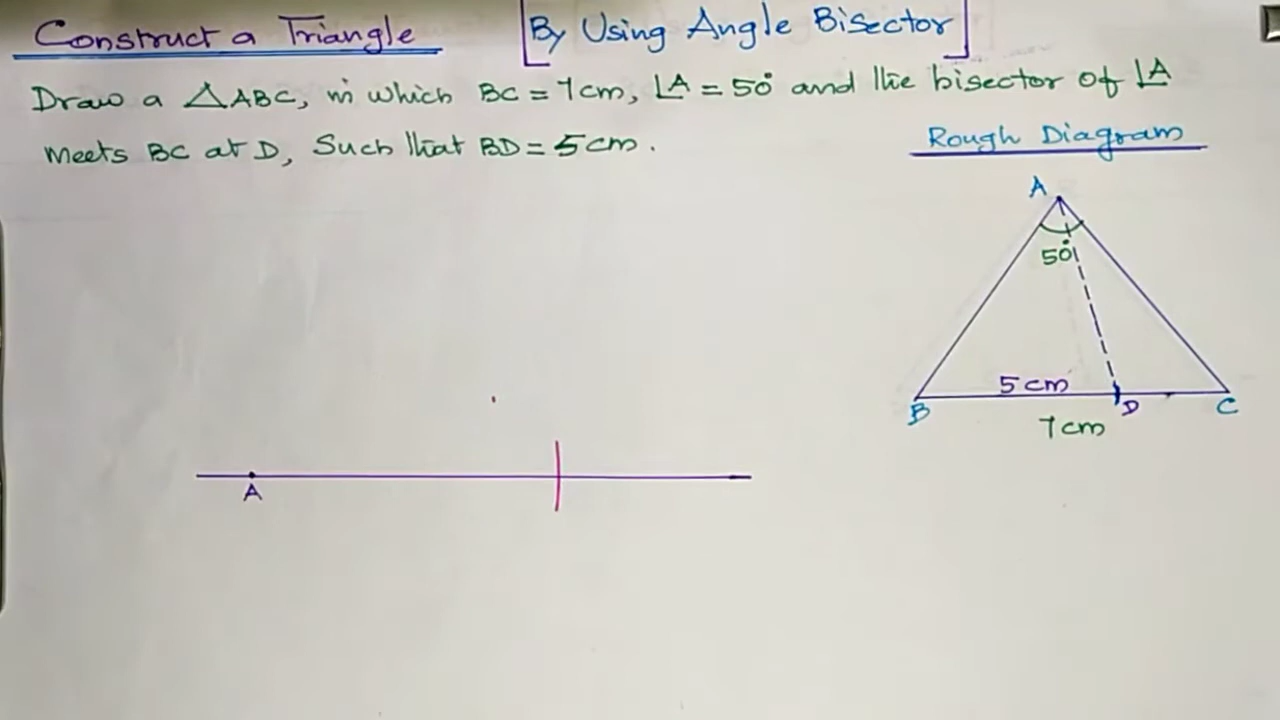 Construct a Triangle [By Using Angle Bisector]
Draw a △ABC, in which BC = 7cm, ∠A = 50° and the bisector of ∠A
Meets BC at D, Such that BD = 5cm.
Rough Diagram
A
50°
5cm
B
D
C
7cm
A